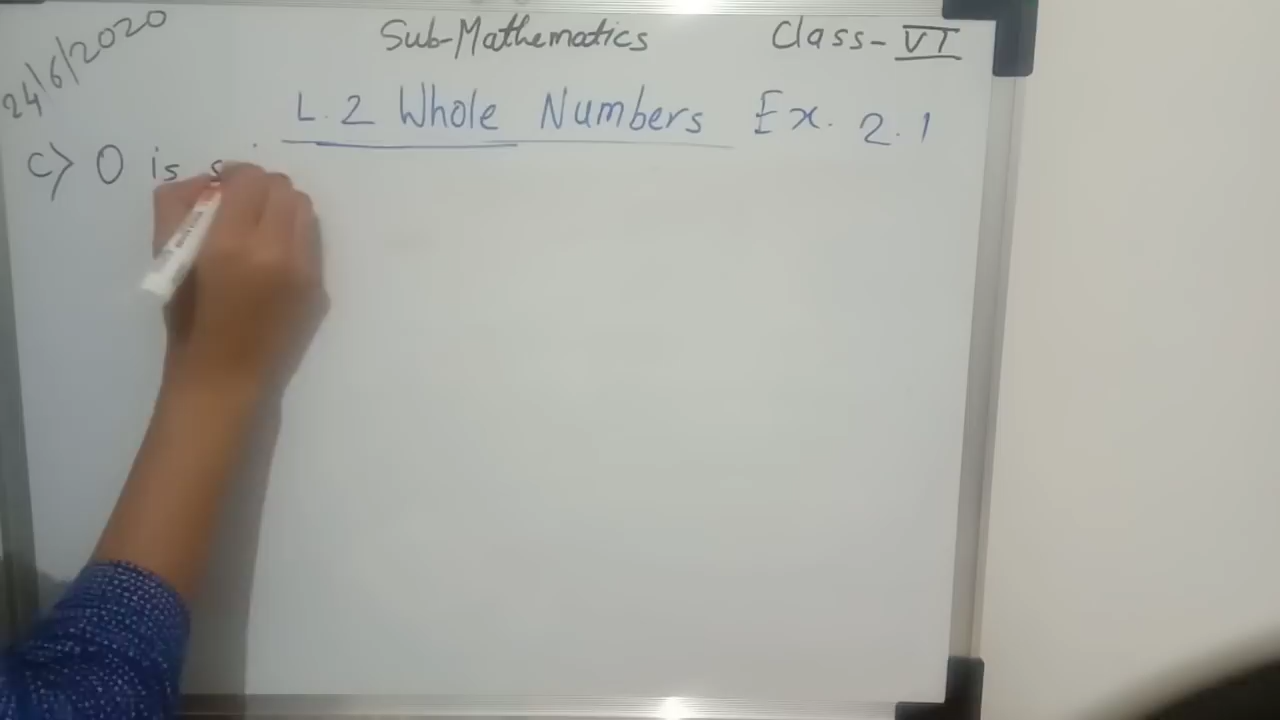 24/6/2020
Sub-Mathematics Class-VI
L.2 Whole Numbers Ex. 2.1
c) 0 is